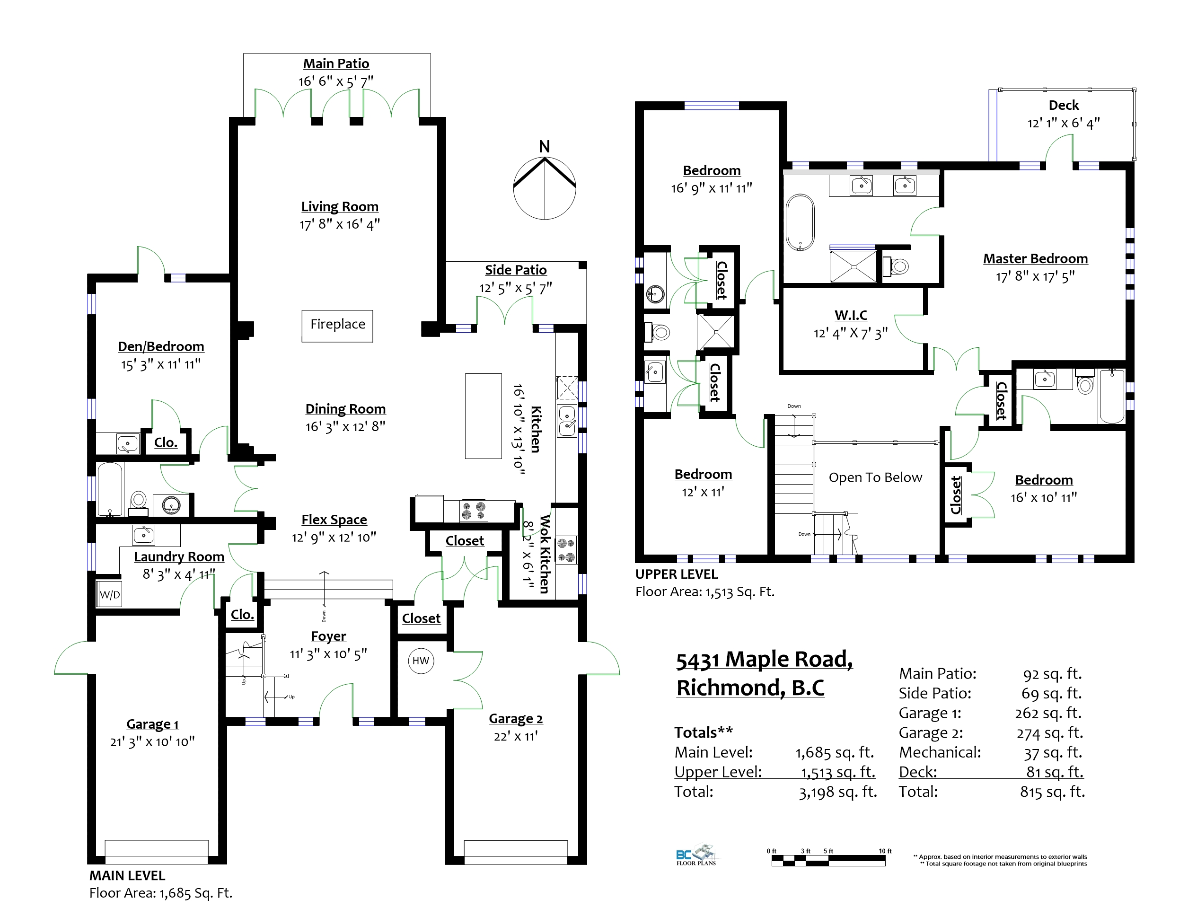 Main Patio
16' 6" x 5' 7"
N
Living Room
17' 8" x 16' 4"
Side Patio
12' 5" x 5' 7"
Fireplace
Den/Bedroom
15' 3" x 11' 11"
Dining Room
16' 3" x 12' 8"
Kitchen
16' 10" x 13' 10"
Clo.
Flex Space
12' 9" x 12' 10"
Wok Kitchen
8' 2" x 6' 1"
Closet
Laundry Room
8' 3" x 4' 11"
W/D
Clo.
Down
Closet
Foyer
11' 3" x 10' 5"
HW
Up
Up
Garage 1
21' 3" x 10' 10"
Garage 2
22' x 11'
MAIN LEVEL
Floor Area: 1,685 Sq. Ft.
Deck
12' 1" x 6' 4"
Bedroom
16' 9" x 11' 11"
Master Bedroom
17' 8" x 17' 5"
Closet
W.I.C
12' 4" X 7' 3"
Closet
Closet
Down
Bedroom
12' x 11'
Open To Below
Closet
Bedroom
16' x 10' 11"
Down
UPPER LEVEL
Floor Area: 1,513 Sq. Ft.
5431 Maple Road,
Richmond, B.C
Totals**
Main Level: 1,685 sq. ft.
Upper Level: 1,513 sq. ft.
Total: 3,198 sq. ft.
Main Patio: 92 sq. ft.
Side Patio: 69 sq. ft.
Garage 1: 262 sq. ft.
Garage 2: 274 sq. ft.
Mechanical: 37 sq. ft.
Deck: 81 sq. ft.
Total: 815 sq. ft.
BC
FLOOR PLANS
0 ft 3 ft 5 ft 10 ft
** Approx. based on interior measurements to exterior walls
** Total square footage not taken from original blueprints